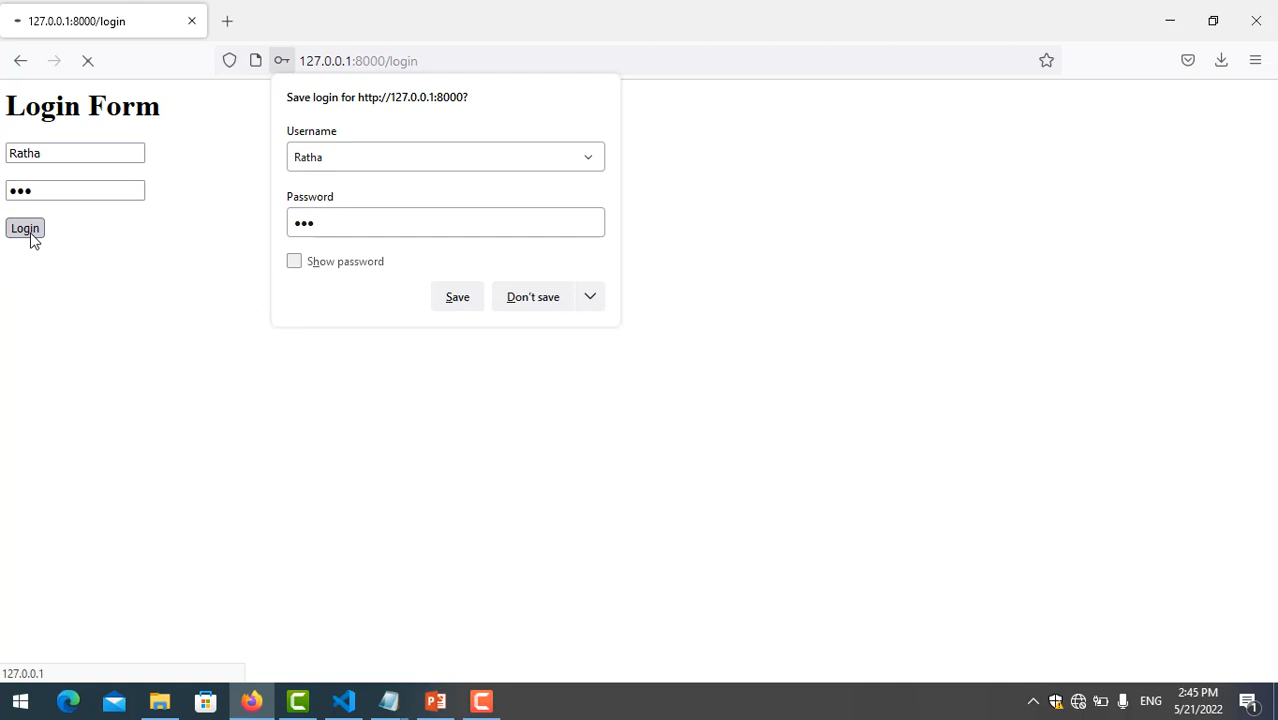 127.0.0.1:8000/login
127.0.0.1:8000/login
Login Form
Ratha
•••
Login
Save login for http://127.0.0.1:8000?
Username
Ratha
Password
•••
Show password
Save
Don't save
127.0.0.1
ENG
2:45 PM
5/21/2022
1